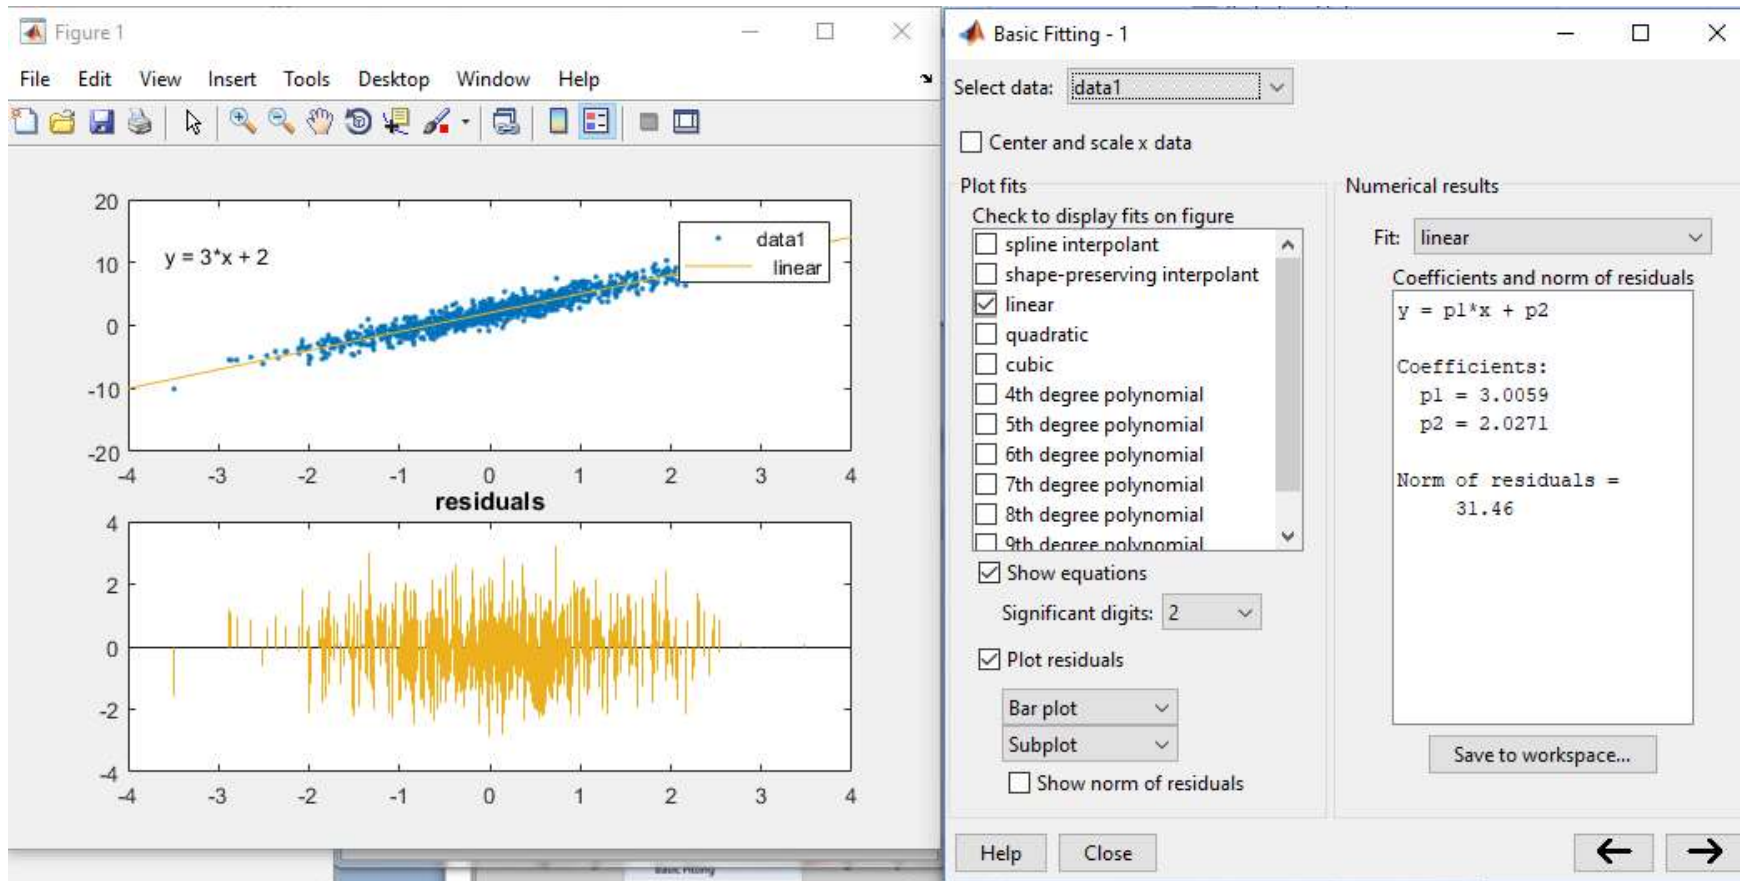 Figure 1
File Edit View Insert Tools Desktop Window Help
20
10
0
-10
-20
y = 3*x + 2
data1
linear
-4 -3 -2 -1 0 1 2 3 4
residuals
4
2
0
-2
-4
-4 -3 -2 -1 0 1 2 3 4
Basic Fitting
Basic Fitting - 1
Select data: data1
Center and scale x data
Plot fits
Check to display fits on figure
spline interpolant
shape-preserving interpolant
linear
quadratic
cubic
4th degree polynomial
5th degree polynomial
6th degree polynomial
7th degree polynomial
8th degree polynomial
9th degree polynomial
Show equations
Significant digits: 2
Plot residuals
Bar plot
Subplot
Show norm of residuals
Numerical results
Fit: linear
Coefficients and norm of residuals
y = p1*x + p2
Coefficients:
p1 = 3.0059
p2 = 2.0271
Norm of residuals =
31.46
Save to workspace...
Help Close